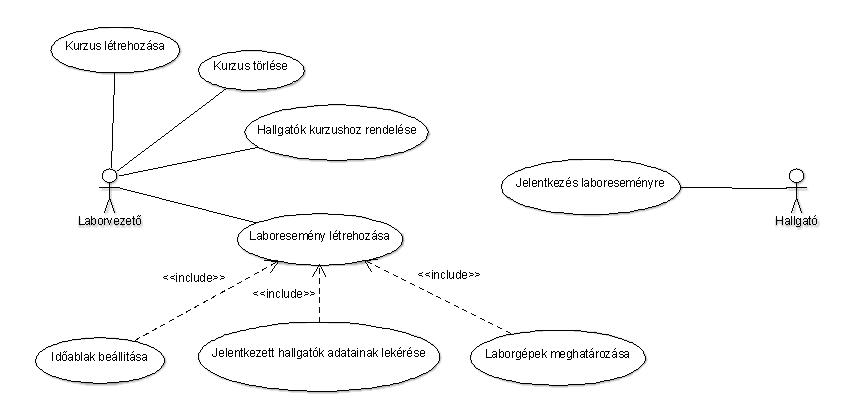 Kurzus létrehozása
Kurzus törlése
Hallgatók kurzushoz rendelése
Jelentkezés laboreseményre
Laborvezető
Hallgató
Laboresemény létrehozása
<<include>>
<<include>>
<<include>>
Időablak beállitása
Jelentkezett hallgatók adatainak lekérése
Laborgépek meghatározása